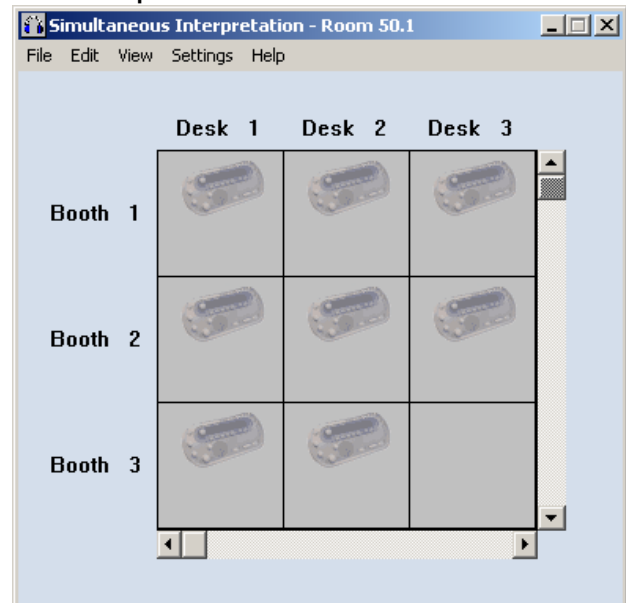 Simultaneous Interpretation - Room 50.1
File Edit View Settings Help
Desk 1 Desk 2 Desk 3
Booth 1
Booth 2
Booth 3